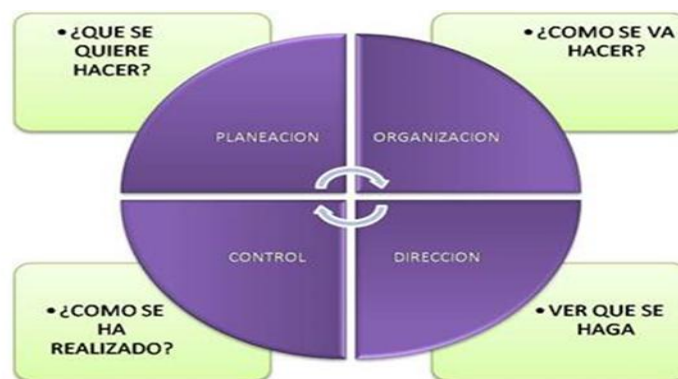 • ¿QUE SE
QUIERE
HACER?
• ¿COMO SE VA
HACER?
PLANEACION
ORGANIZACION
CONTROL
DIRECCION
• ¿COMO SE
HA
REALIZADO?
• VER QUE SE
HAGA